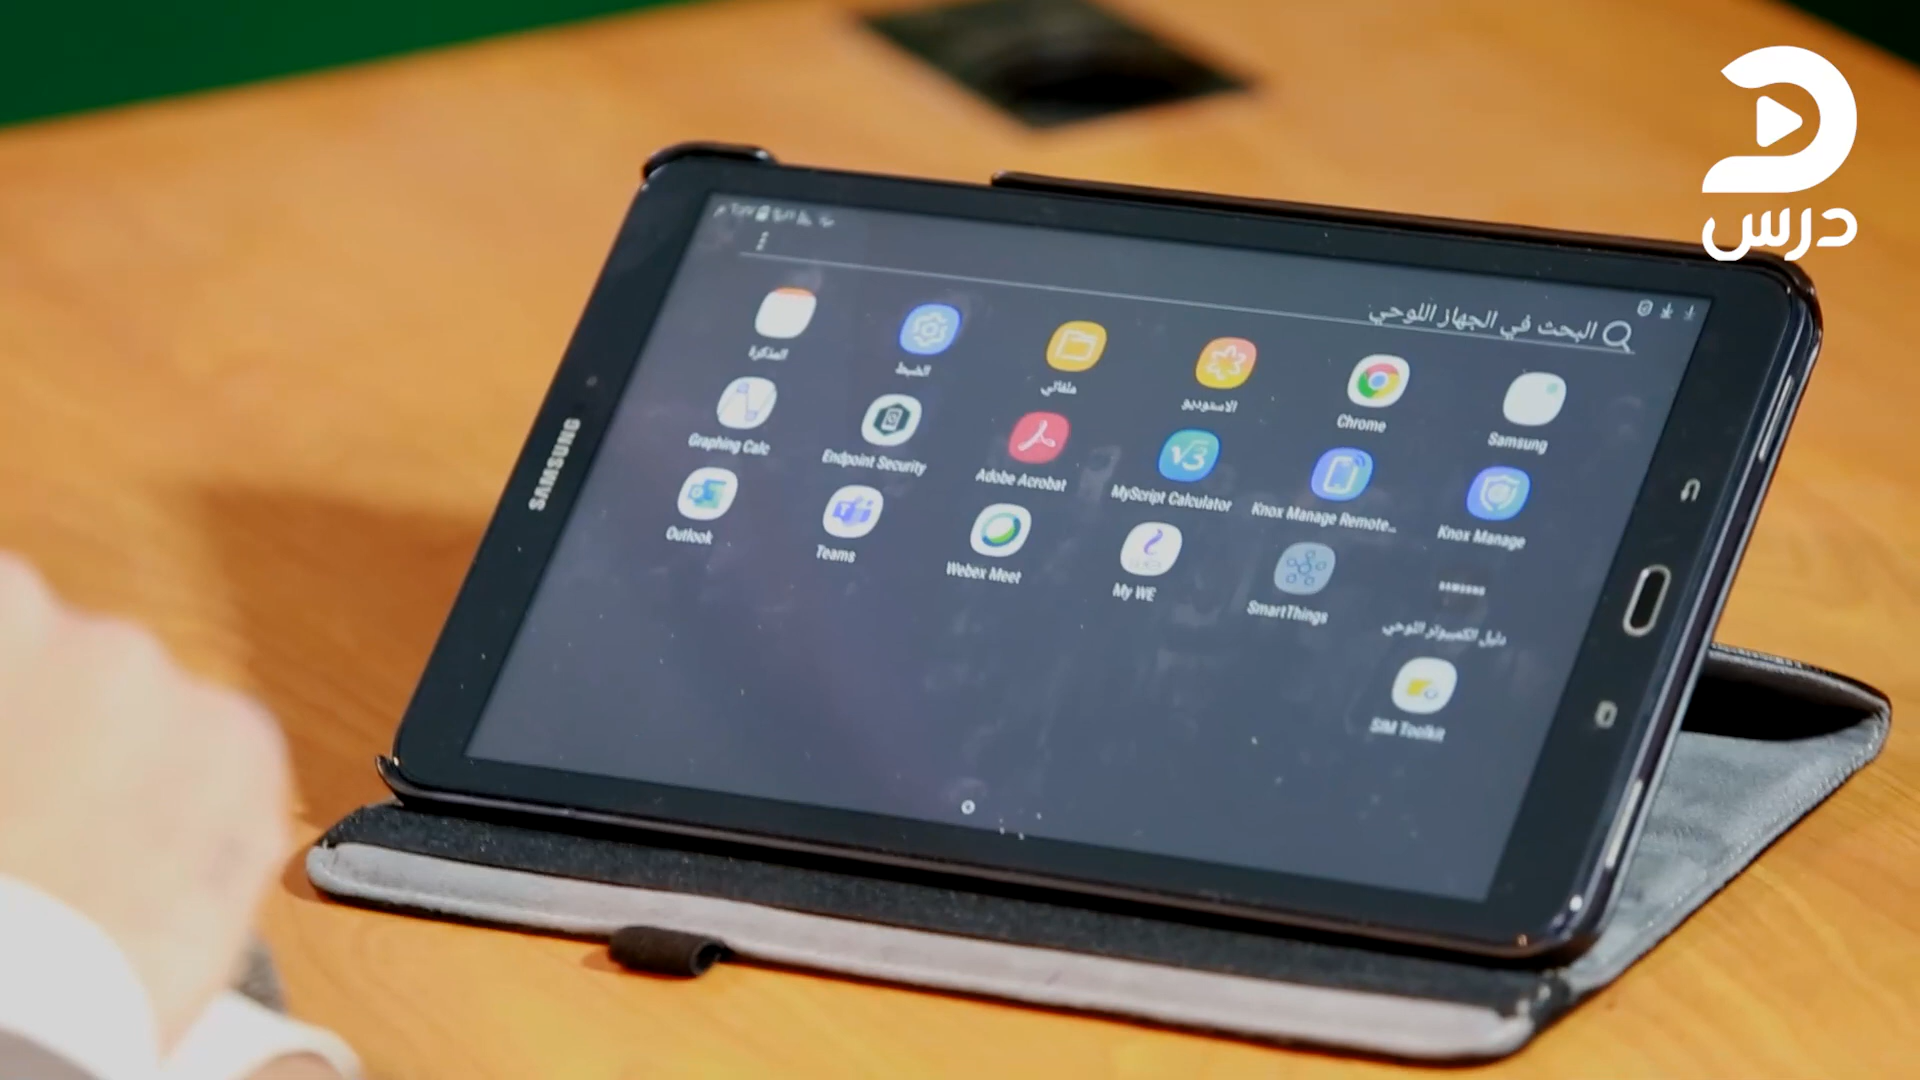 درس
البحث في الجهاز اللوحي
Samsung
Chrome
الاستوديو
ملفاتي
الضبط
المذكرة
Knox Manage
Knox Manage Remote...
MyScript Calculator
Adobe Acrobat
Endpoint Security
Graphing Calc
SAMSUNG
دليل الكمبيوتر اللوحي
SmartThings
My WE
Webex Meet
Teams
Outlook
SIM Toolkit
SAMSUNG